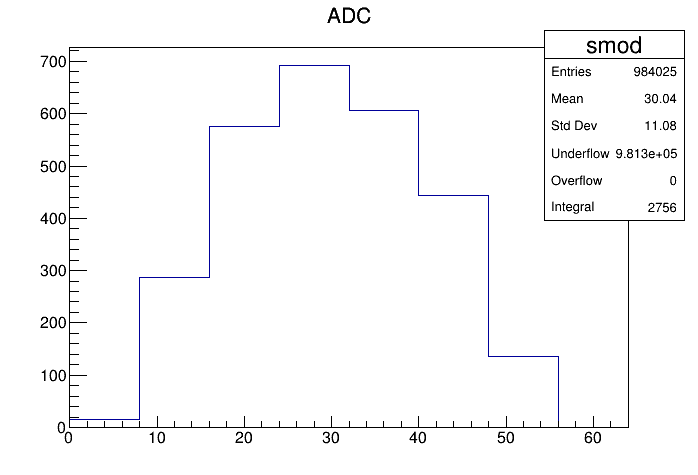 ADC
smod
Entries 984025
Mean 30.04
Std Dev 11.08
Underflow 9.813e+05
Overflow 0
Integral 2756
700
600
500
400
300
200
100
0
0 10 20 30 40 50 60